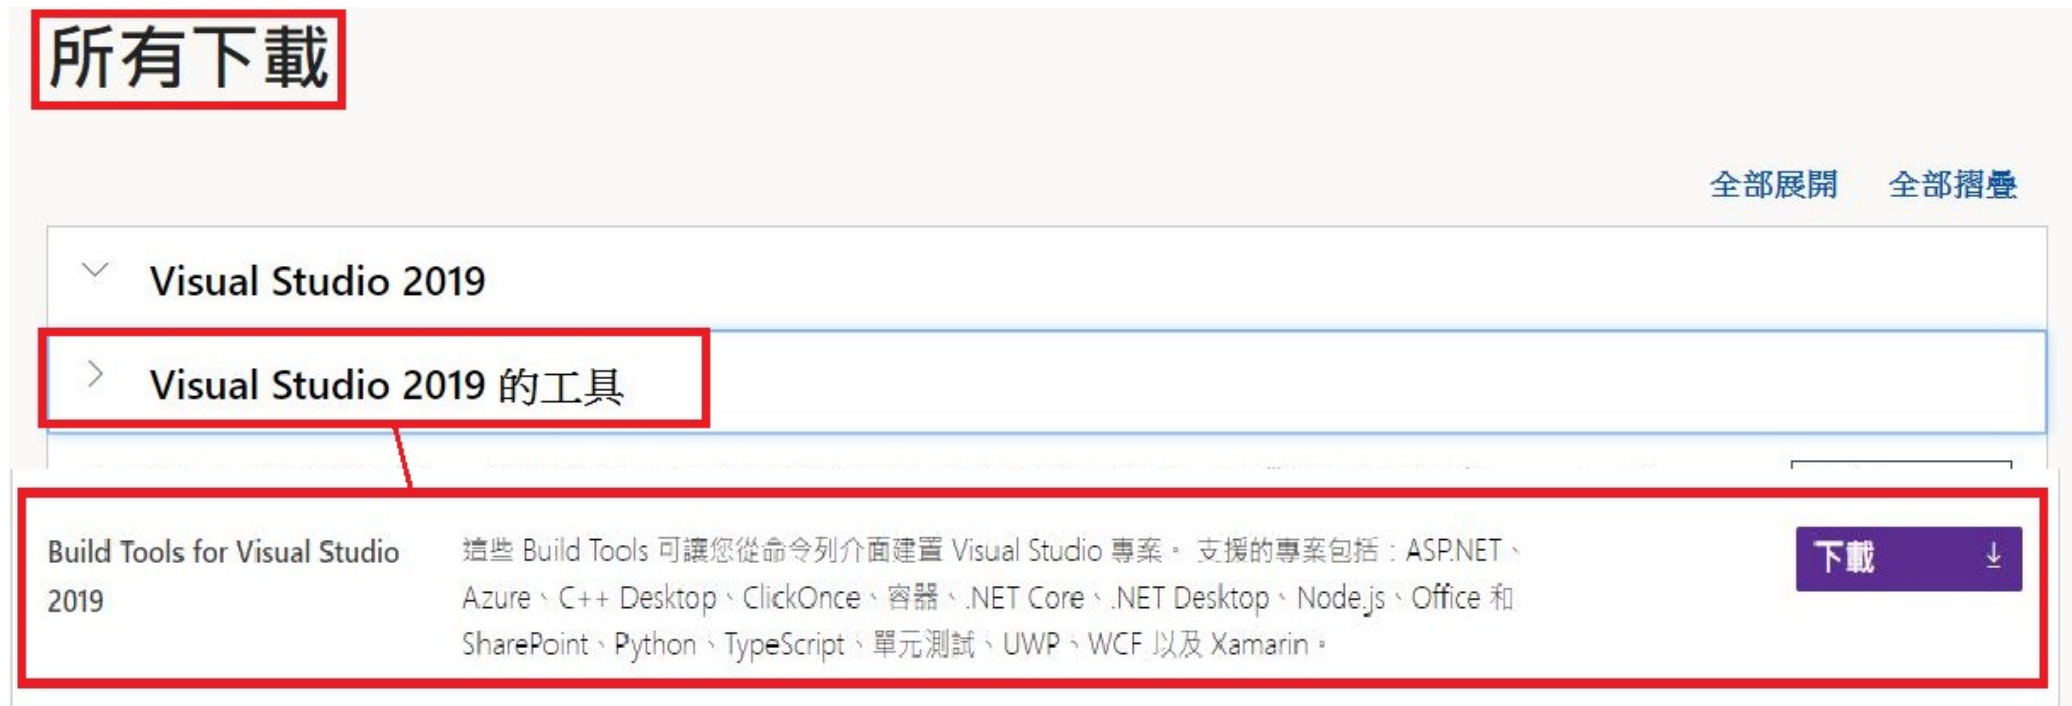 所有下載
全部展開 全部摺疊
Visual Studio 2019
Visual Studio 2019 的工具
Build Tools for Visual Studio
2019
這些 Build Tools 可讓您從命令列介面建置 Visual Studio 專案。 支援的專案包括：ASP.NET、
Azure、C++ Desktop、ClickOnce、容器、.NET Core、.NET Desktop、Node.js、Office 和
SharePoint、Python、TypeScript、單元測試、UWP、WCF 以及 Xamarin。
下載